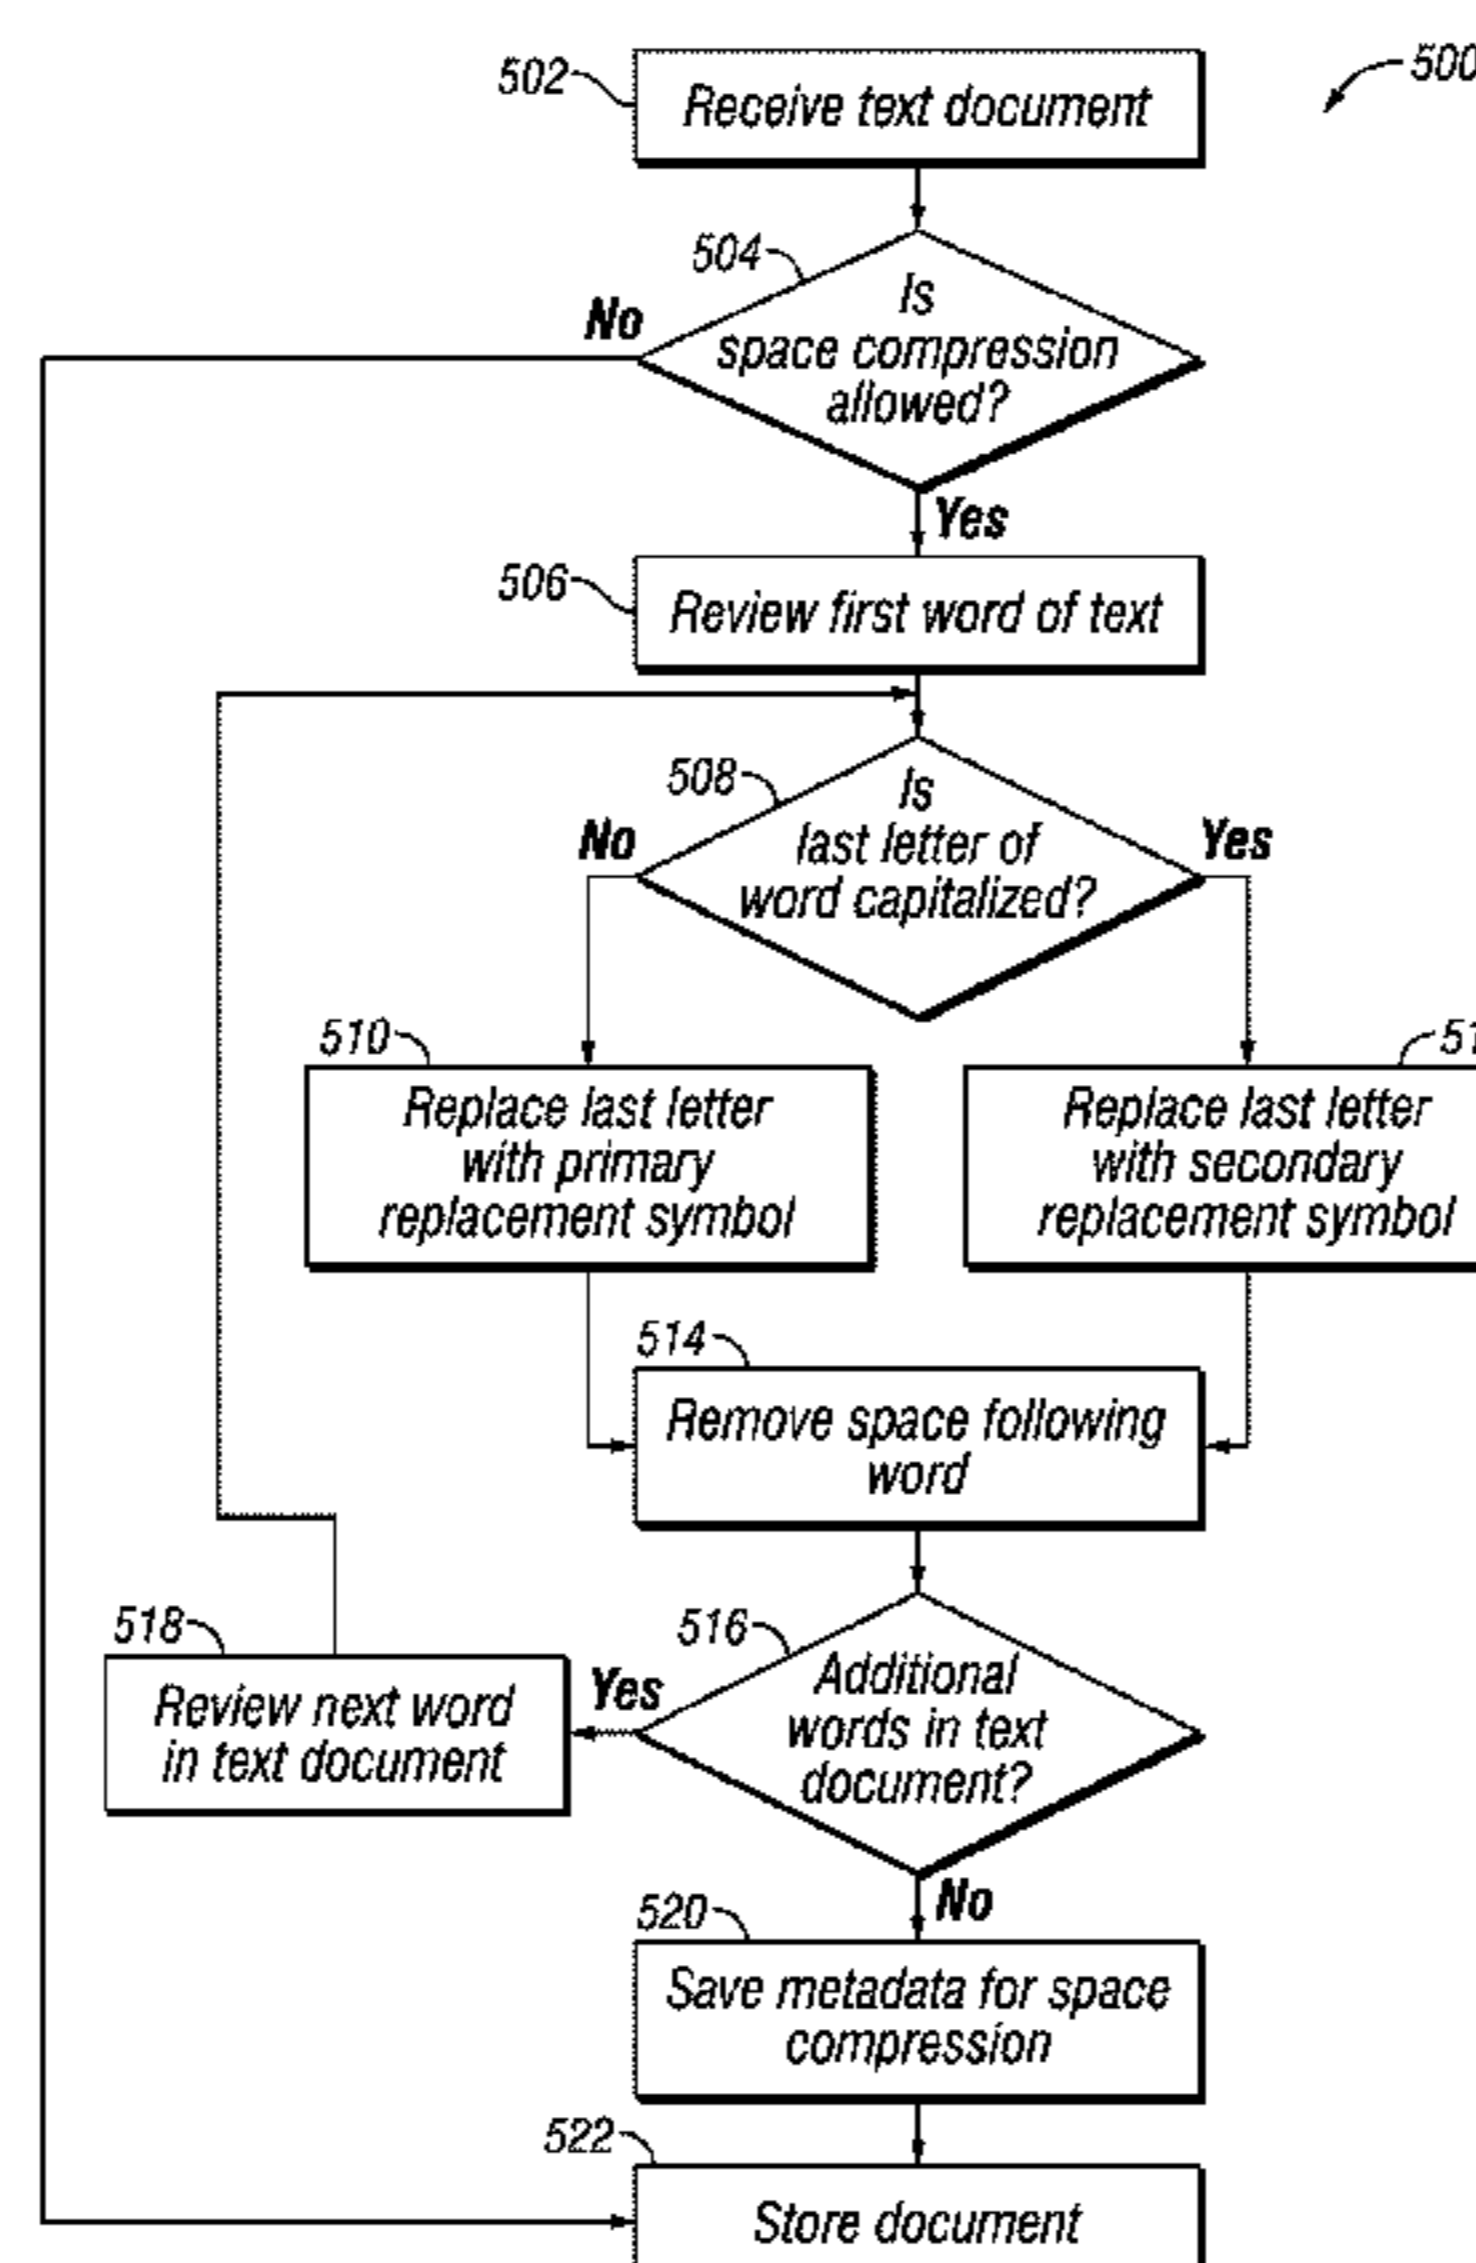 502
Receive text document
500
504
Is
space compression
allowed?
No
Yes
506
Review first word of text
508
Is
last letter of
word capitalized?
No
Yes
510
Replace last letter
with primary
replacement symbol
51
Replace last letter
with secondary
replacement symbol
514
Remove space following
word
516
Additional
words in text
document?
Yes
518
Review next word
in text document
No
520
Save metadata for space
compression
522
Store document